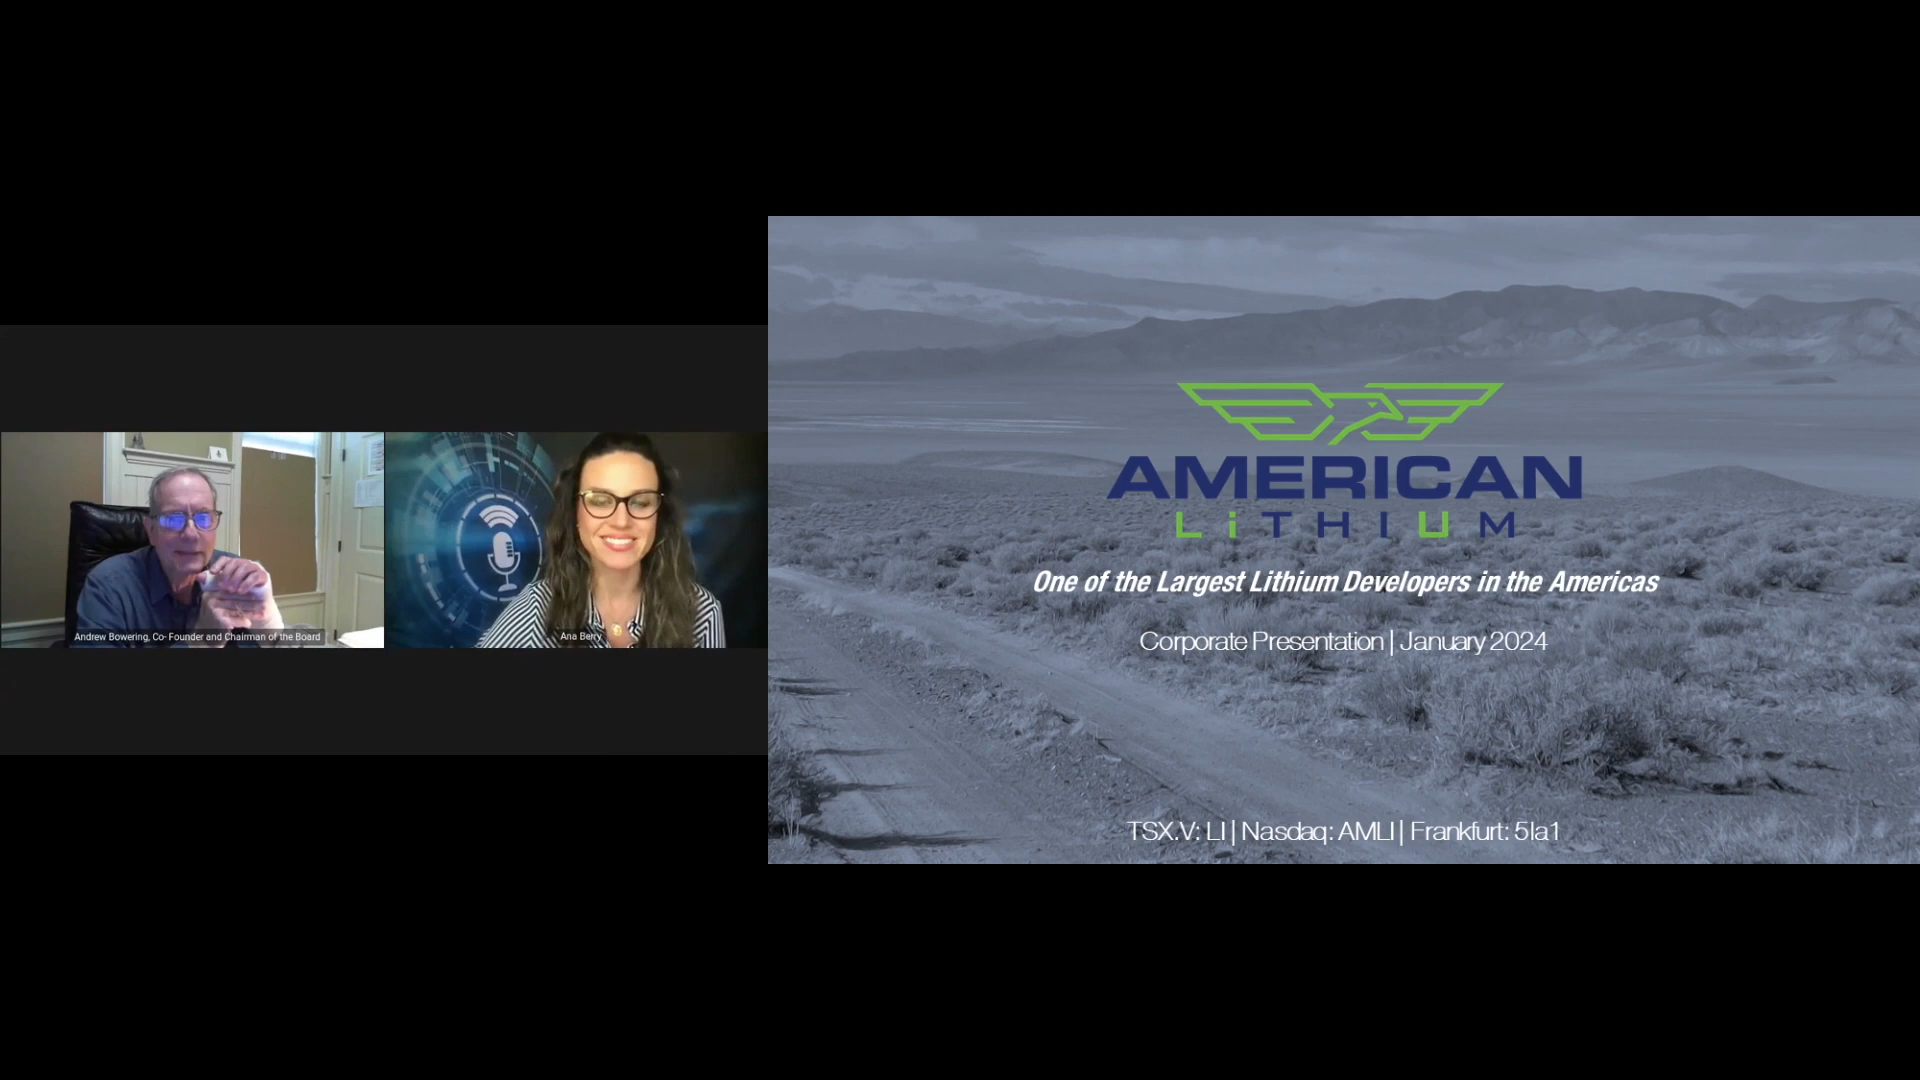 Andrew Bowering, Co- Founder and Chairman of the Board
Ana Berry
AMERICAN
LiTHIUM
One of the Largest Lithium Developers in the Americas
Corporate Presentation | January 2024
TSX.V: LI | Nasdaq: AMLI | Frankfurt: 5la1